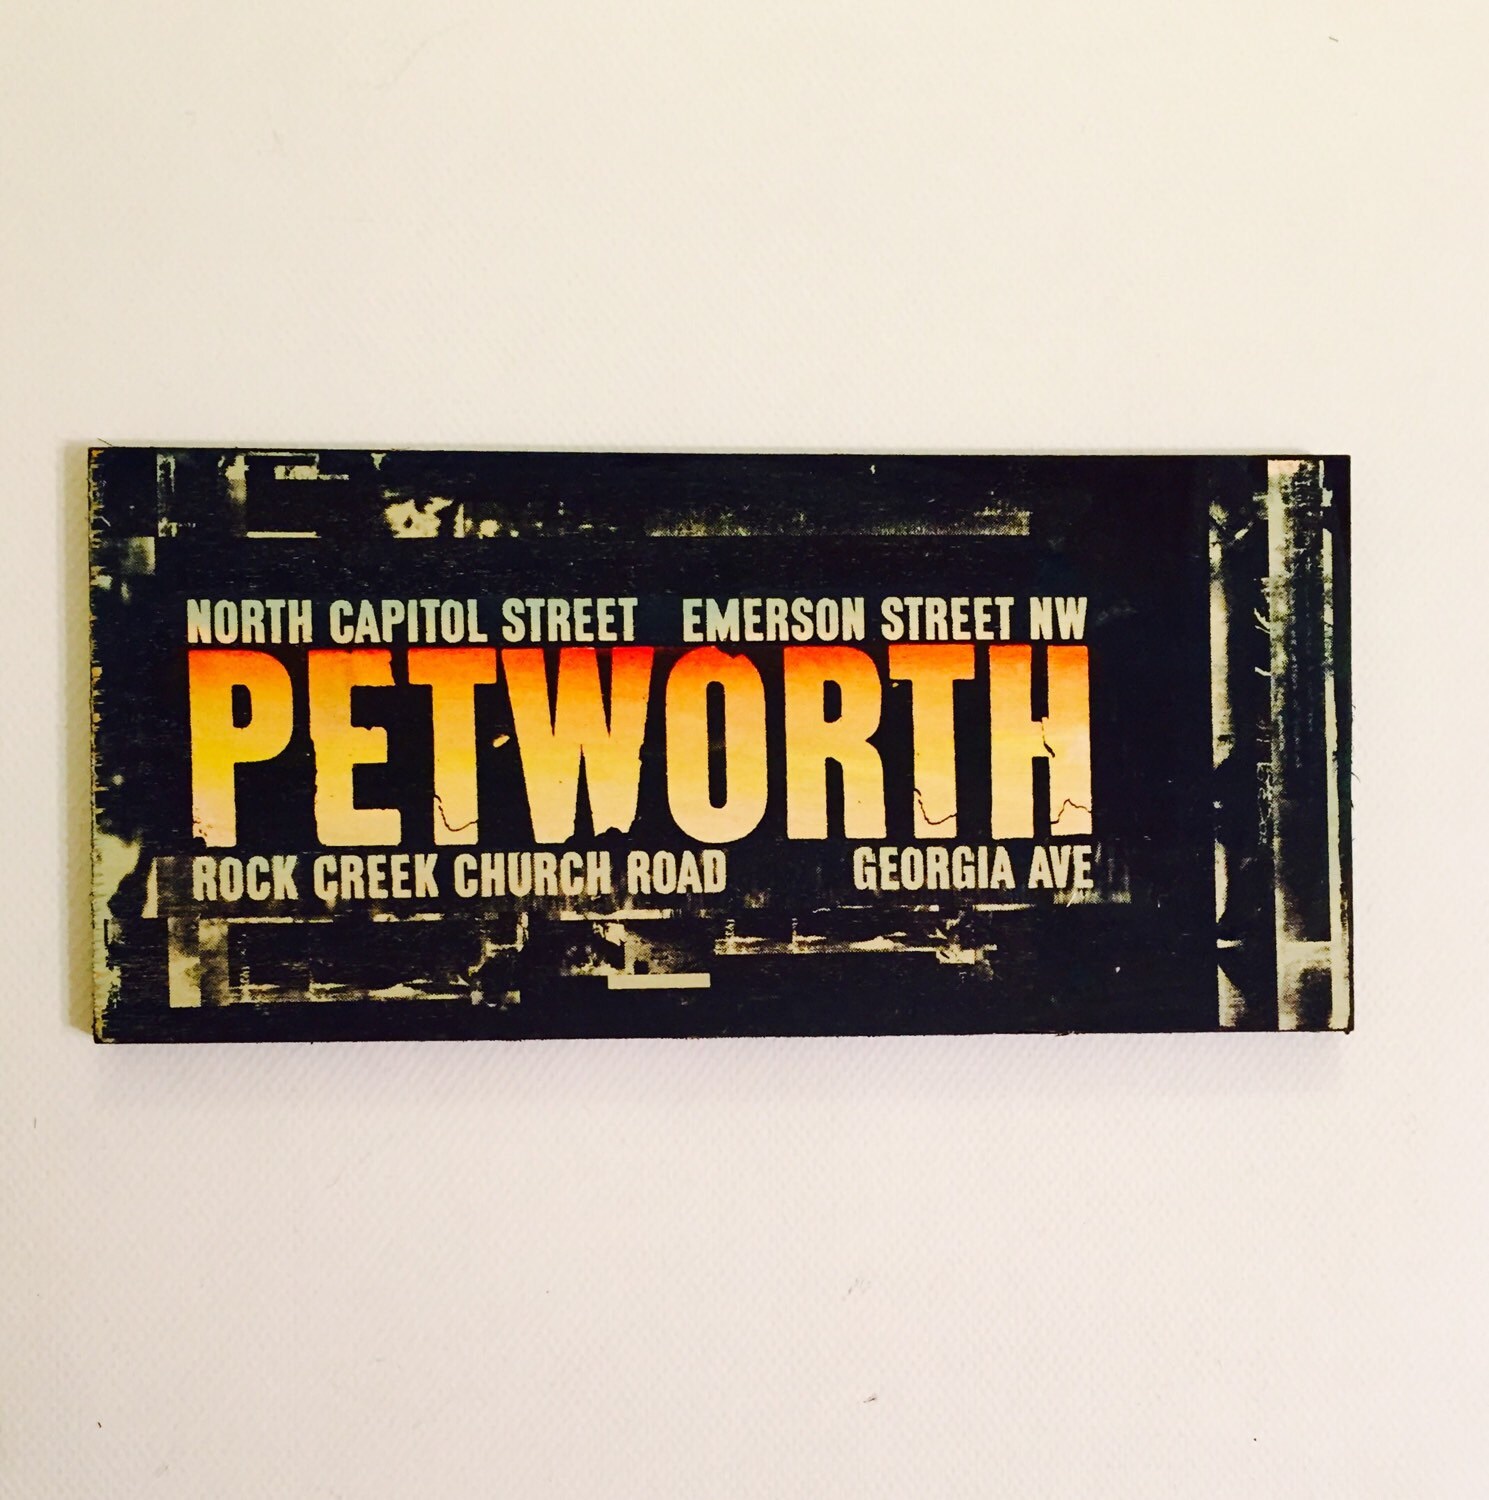 NORTH CAPITOL STREET EMERSON STREET NW
PETWORTH
ROCK CREEK CHURCH ROAD GEORGIA AVE